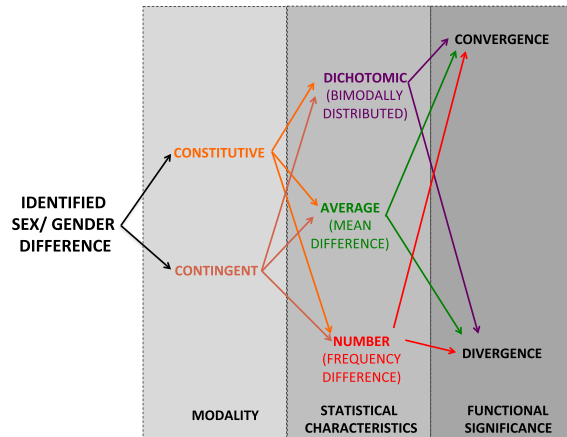 IDENTIFIED
SEX/ GENDER
DIFFERENCE
CONSTITUTIVE
CONTINGENT
MODALITY
DICHOTOMIC
(BIMODALLY
DISTRIBUTED)
AVERAGE
(MEAN
DIFFERENCE)
NUMBER
(FREQUENCY
DIFFERENCE)
STATISTICAL
CHARACTERISTICS
CONVERGENCE
DIVERGENCE
FUNCTIONAL
SIGNIFICANCE